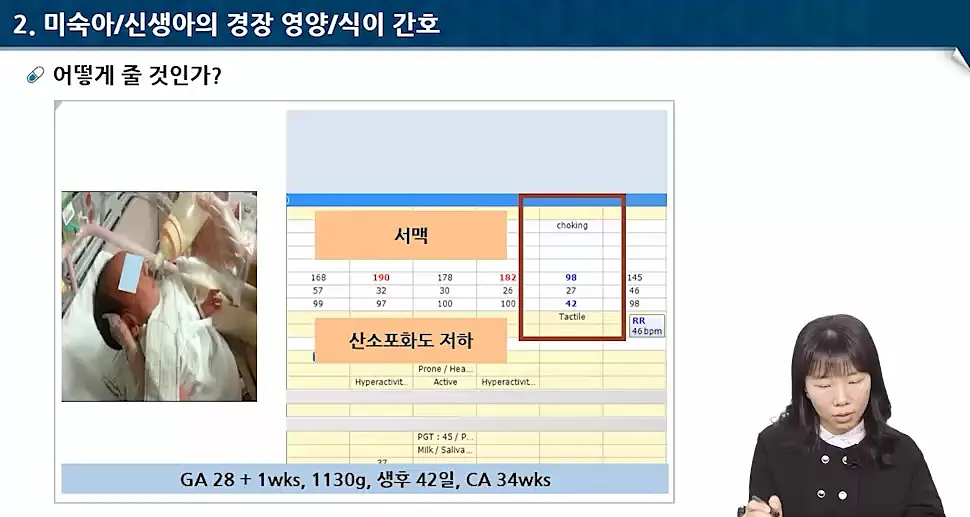 2. 미숙아/신생아의 경장 영양/식이 간호
어떻게 줄 것인가?
choking
서맥
168 190 178 182 98 145
57 32 30 26 27 46
99 97 100 100 42 98
Tactile
RR
46 bpm
산소포화도 저하
Prone / Hea...
Hyperactivit... Active Hyperactivit...
PGT : 45 / P...
Milk / Saliva...
37
GA 28 + 1wks, 1130g, 생후 42일, CA 34wks